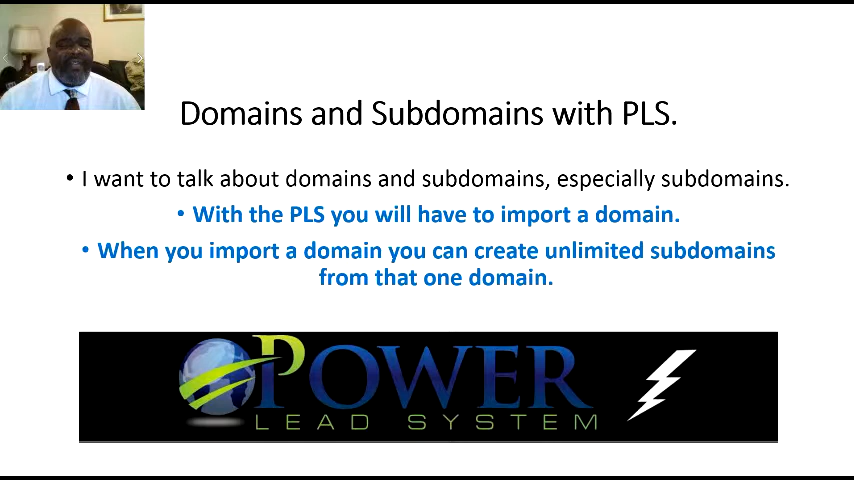 Domains and Subdomains with PLS.
• I want to talk about domains and subdomains, especially subdomains.
• With the PLS you will have to import a domain.
• When you import a domain you can create unlimited subdomains
from that one domain.
POWER
LEAD SYSTEM